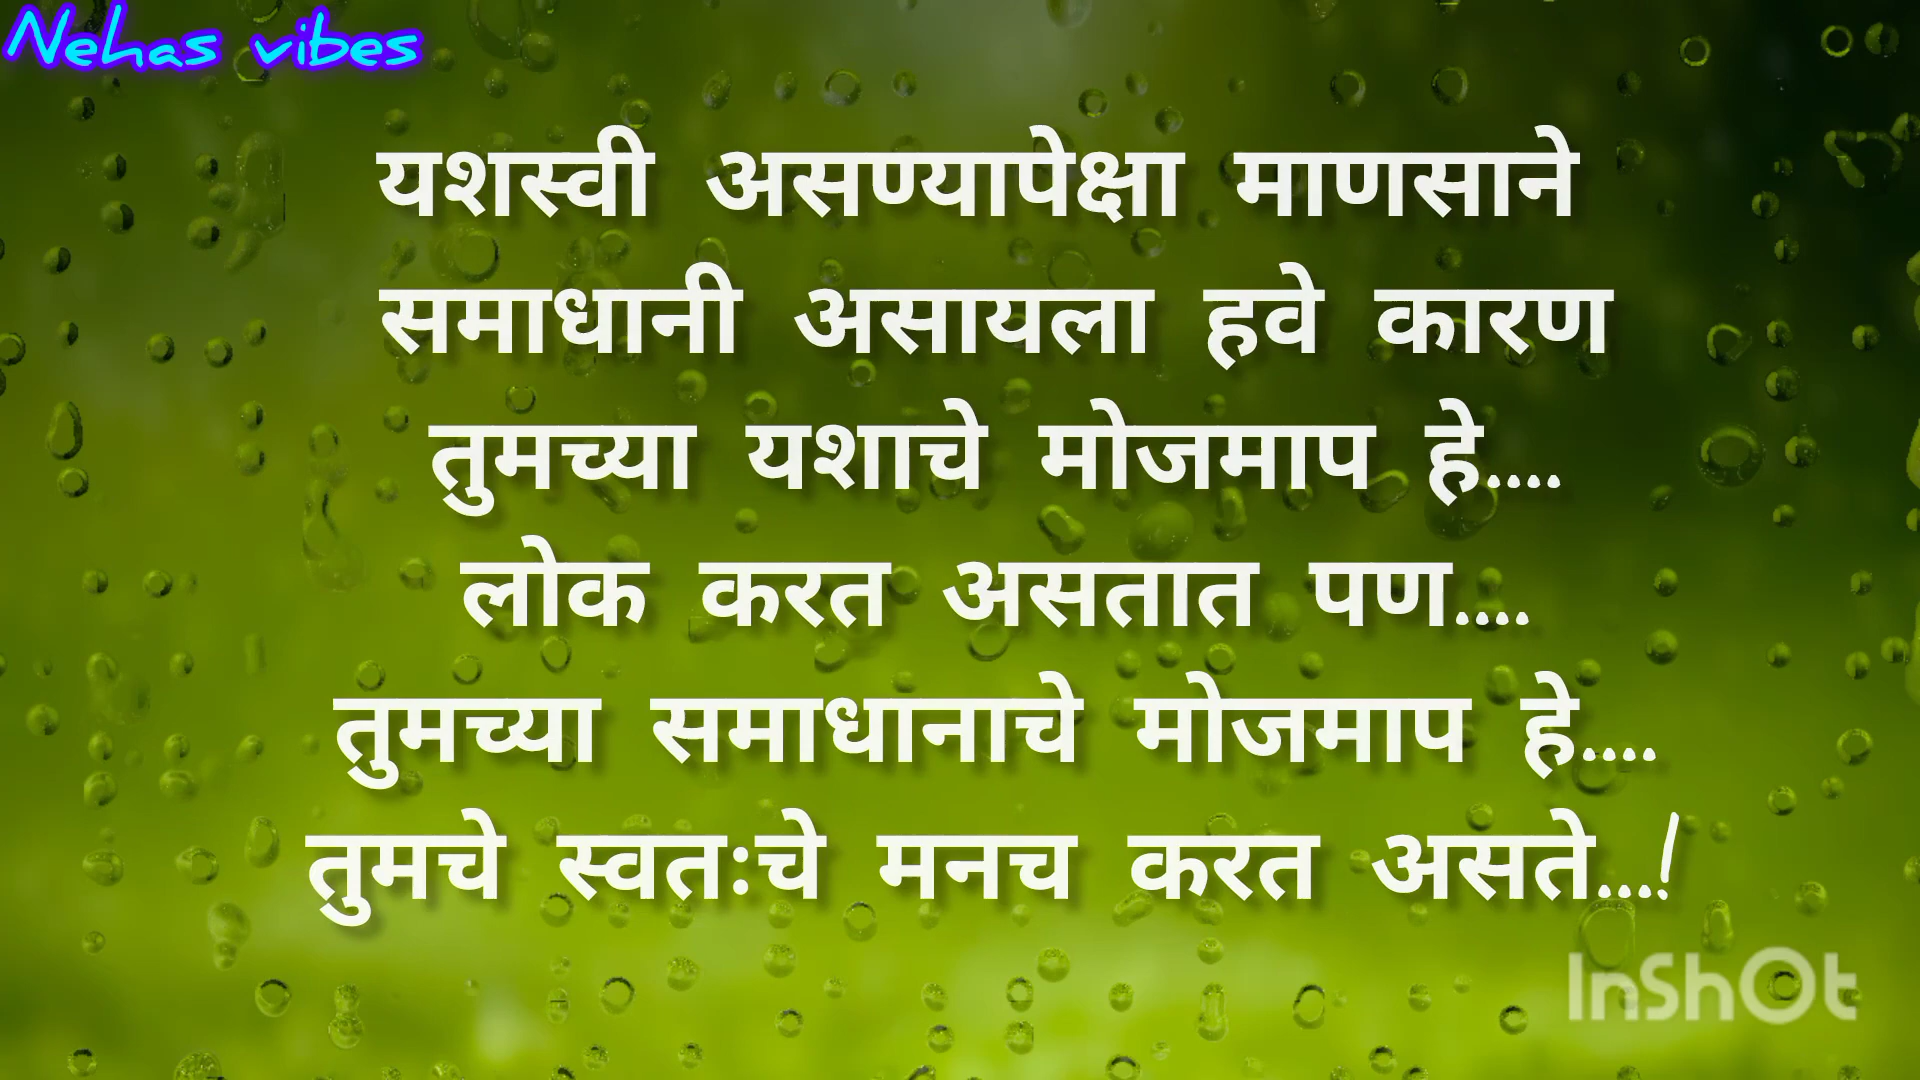 Nehas vibes
यशस्वी असण्यापेक्षा माणसाने
समाधानी असायला हवे कारण
तुमच्या यशाचे मोजमाप हे....
लोक करत असतात पण....
तुमच्या समाधानाचे मोजमाप हे....
तुमचे स्वतःचे मनच करत असते...!
InShOt